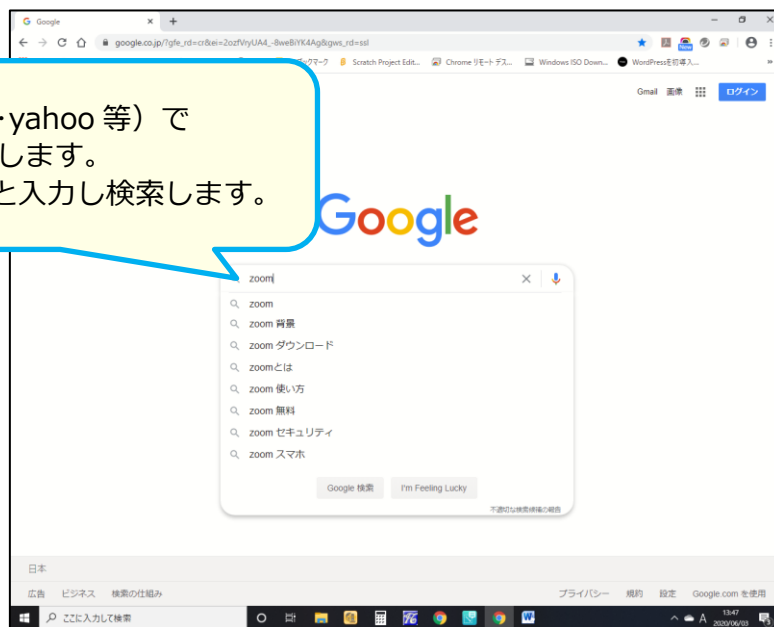 Google
google.co.jp/?gfe_rd=cr&ei=2ozfVryUA4_-8weBiYK4Ag&gws_rd=ssl
Scratch Project Edit... Chrome リモート デス... Windows ISO Down... WordPressを初導入...
Gmail 画像 ログイン
・yahoo 等）で
します。
と入力し検索します。
Google
zoom
zoom
zoom 背景
zoom ダウンロード
zoomとは
zoom 使い方
zoom 無料
zoom セキュリティ
zoom スマホ
Google 検索 I'm Feeling Lucky
不適切な検索候補の報告
日本
広告 ビジネス 検索の仕組み プライバシー 規約 設定 Google.com を使用
ここに入力して検索
A 13:47
2020/06/03